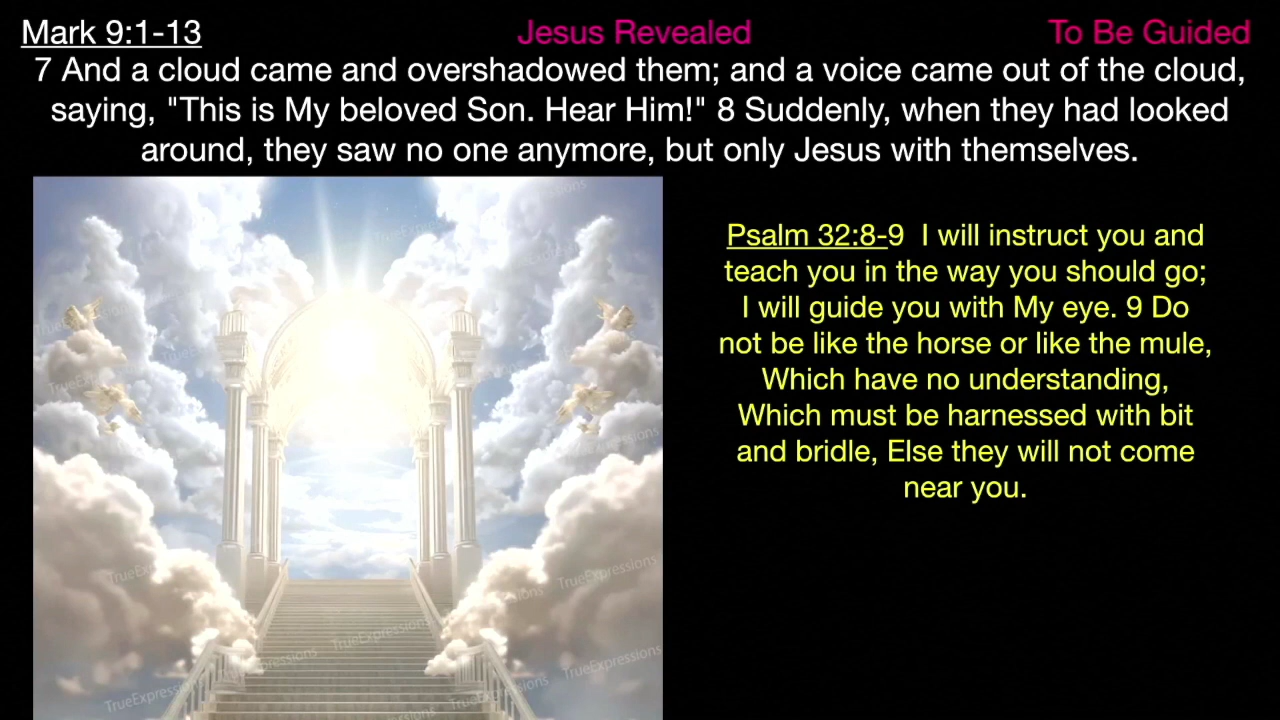 Mark 9:1-13 Jesus Revealed To Be Guided
7 And a cloud came and overshadowed them; and a voice came out of the cloud,
saying, "This is My beloved Son. Hear Him!" 8 Suddenly, when they had looked
around, they saw no one anymore, but only Jesus with themselves.
Psalm 32:8-9 I will instruct you and
teach you in the way you should go;
I will guide you with My eye. 9 Do
not be like the horse or like the mule,
Which have no understanding,
Which must be harnessed with bit
and bridle, Else they will not come
near you.
TrueExpressions
TrueExpressions
TrueExpressions
TrueExpressions
TrueExpressions